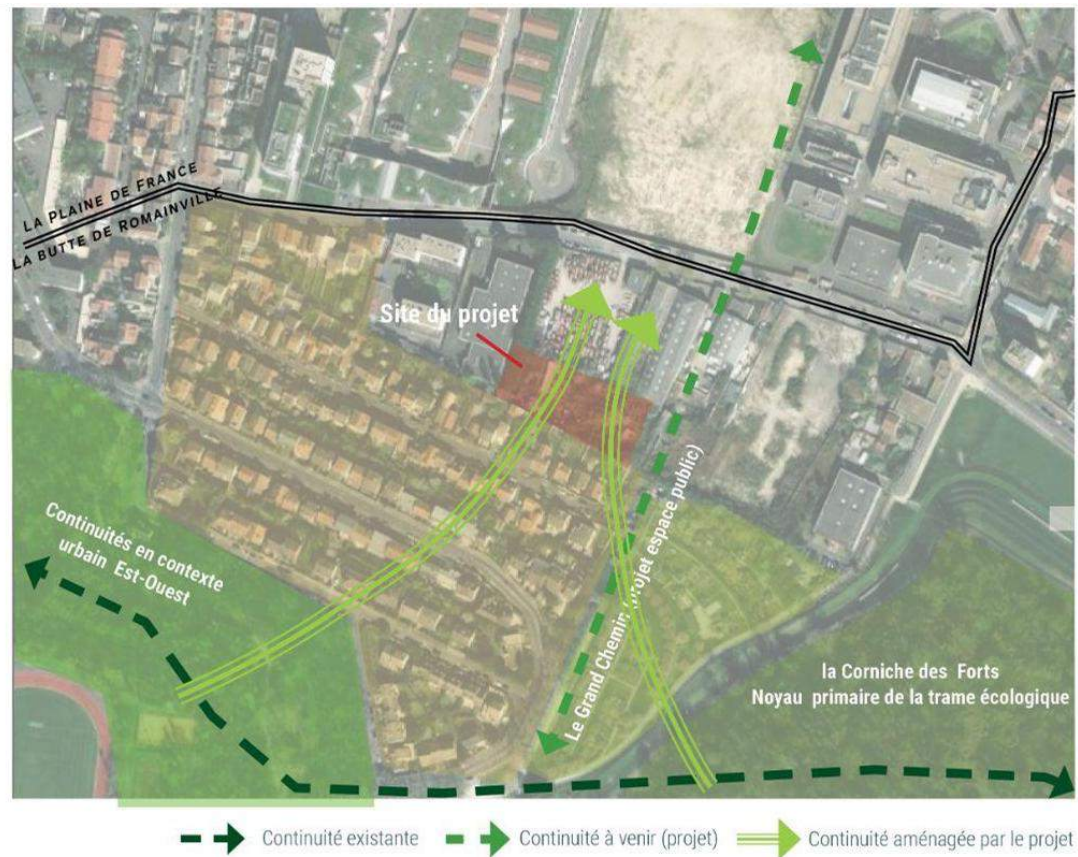 LA PLAINE DE FRANCE
LA BUTTE DE ROMAINVILLE
Site du projet
Continuités en contexte
urbain Est-Ouest
Le Grand Chemin (projet espace public)
la Corniche des Forts
Noyau primaire de la trame écologique
Continuité existante
Continuité à venir (projet)
Continuité aménagée par le projet